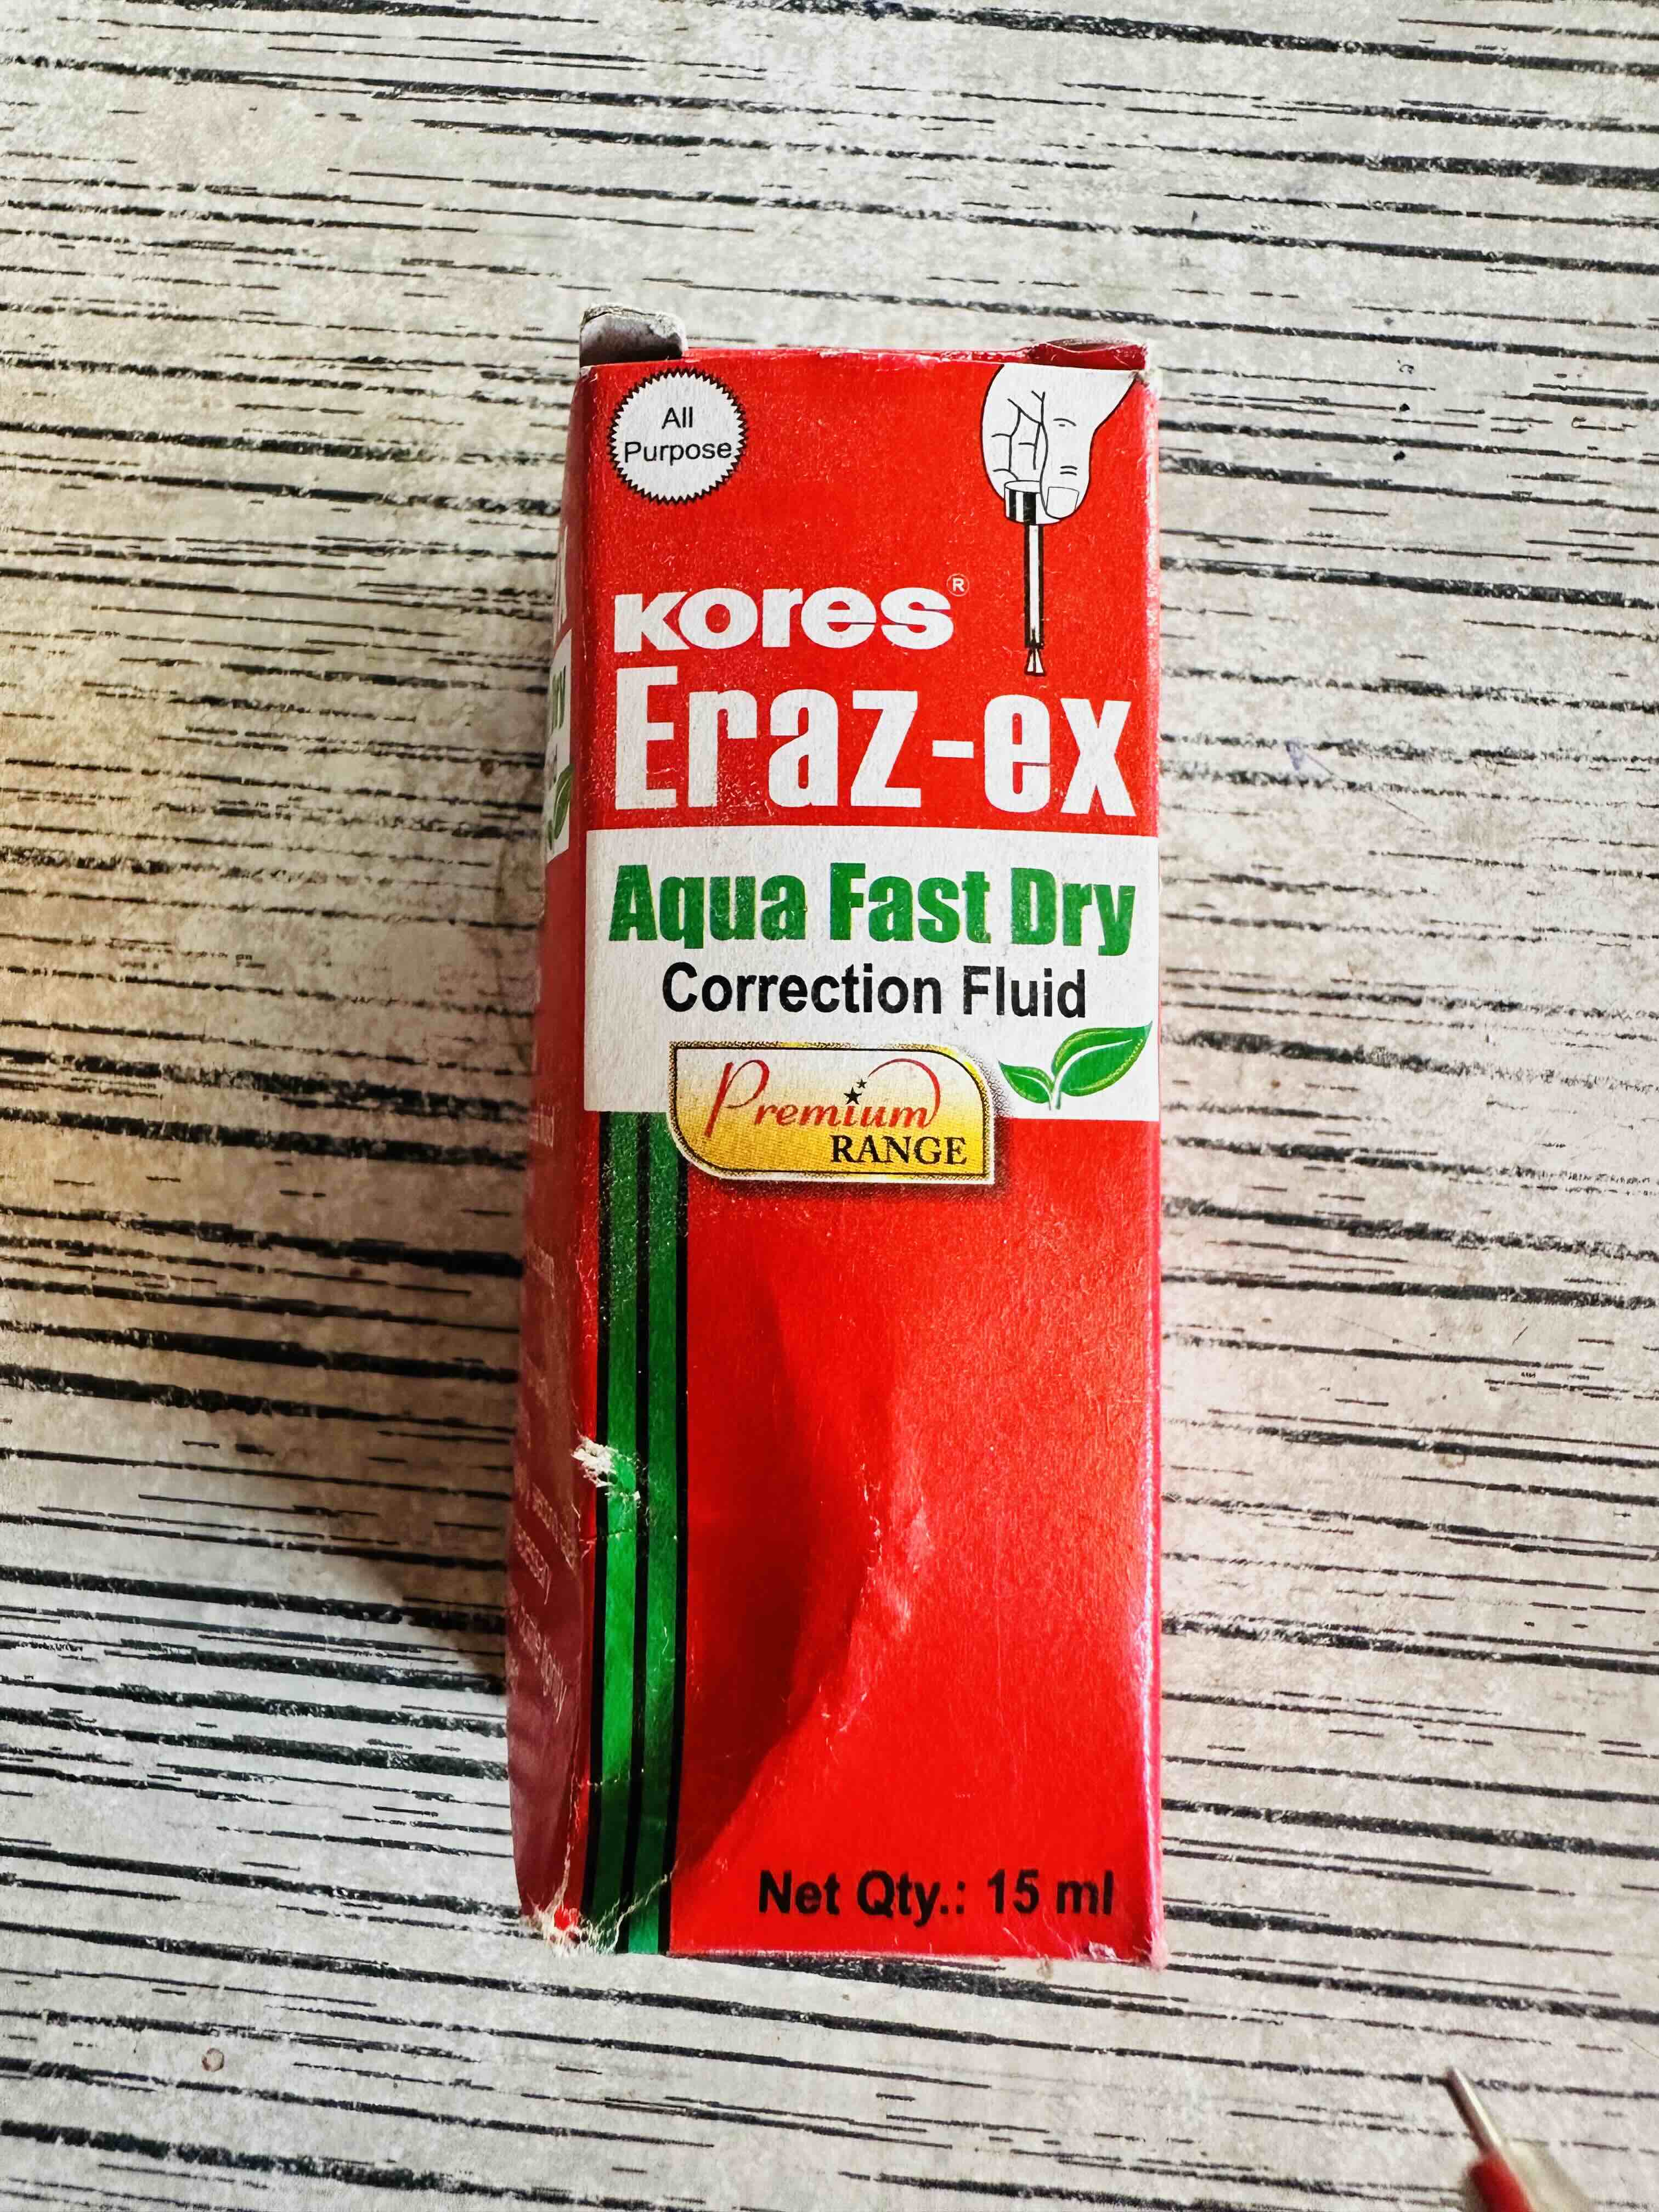 All
Purpose
KORES®
Eraz-ex
Aqua Fast Dry
Correction Fluid
Premium
RANGE
Net Qty.: 15 ml